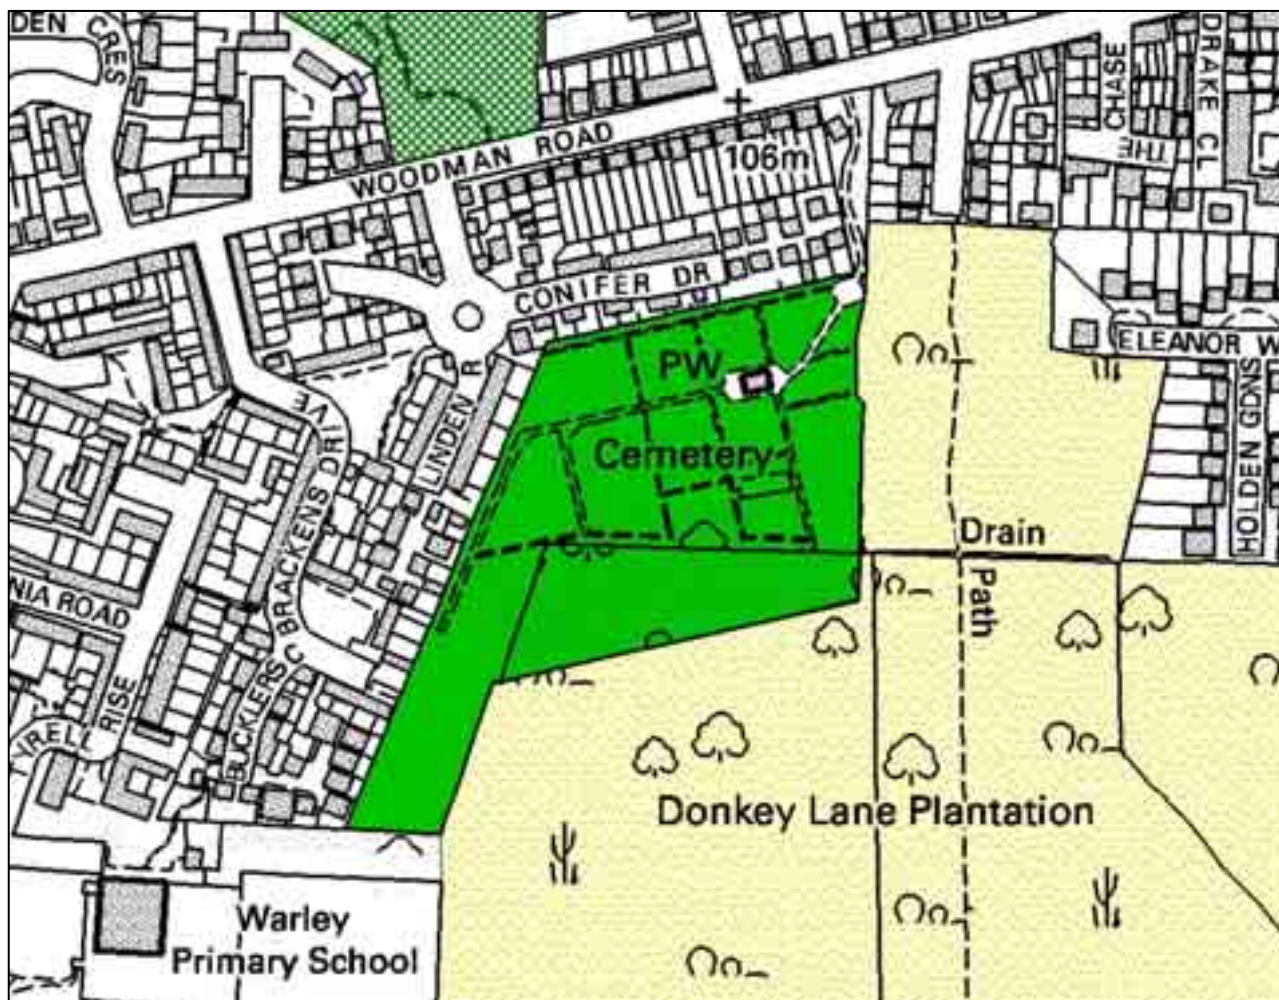 DEN CRES
DRAKE CL
THE CHASE
WOODMAN ROAD
106m
CONIFER DR
PW
ELEANOR W
LINDEN R
HOLDEN GDNS
BRACKENS DRIVE
Cemetery
Drain
Path
NIA ROAD
BUCKLERS C
RISE
Donkey Lane Plantation
Warley
Primary School